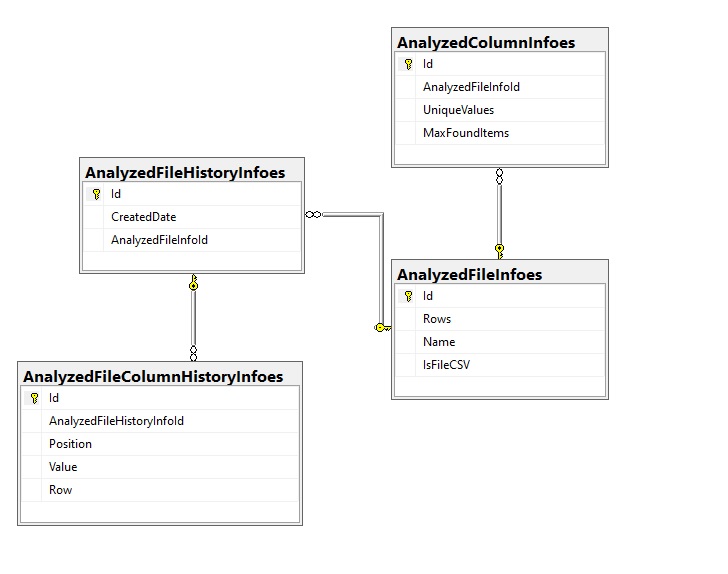 AnalyzedColumnInfoes
Id
AnalyzedFileInfoId
UniqueValues
MaxFoundItems
AnalyzedFileHistoryInfoes
Id
CreatedDate
AnalyzedFileInfoId
AnalyzedFileInfoes
Id
Rows
Name
IsFileCSV
AnalyzedFileColumnHistoryInfoes
Id
AnalyzedFileHistoryInfoId
Position
Value
Row